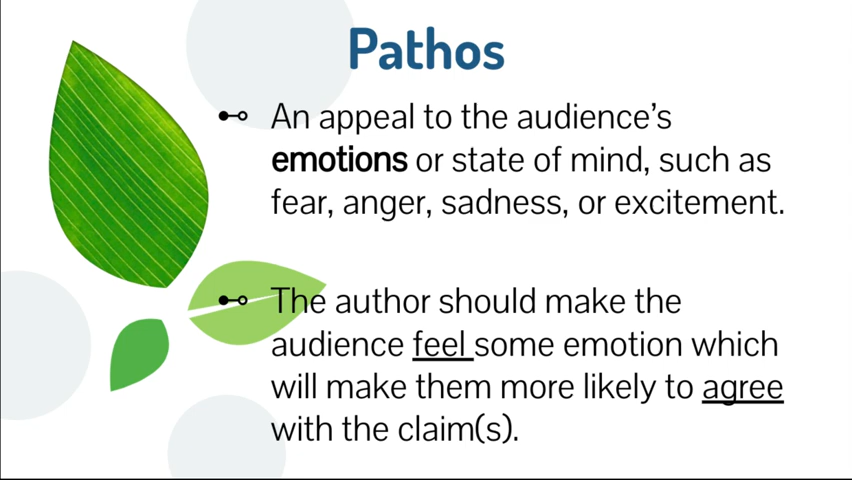 Pathos
An appeal to the audience’s
emotions or state of mind, such as
fear, anger, sadness, or excitement.
The author should make the
audience feel some emotion which
will make them more likely to agree
with the claim(s).